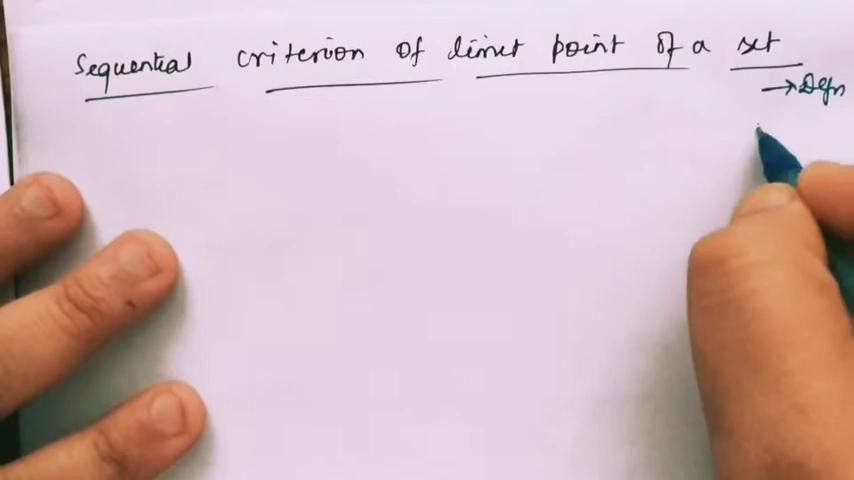 Sequential criterion of limit point of a set
→ Defn